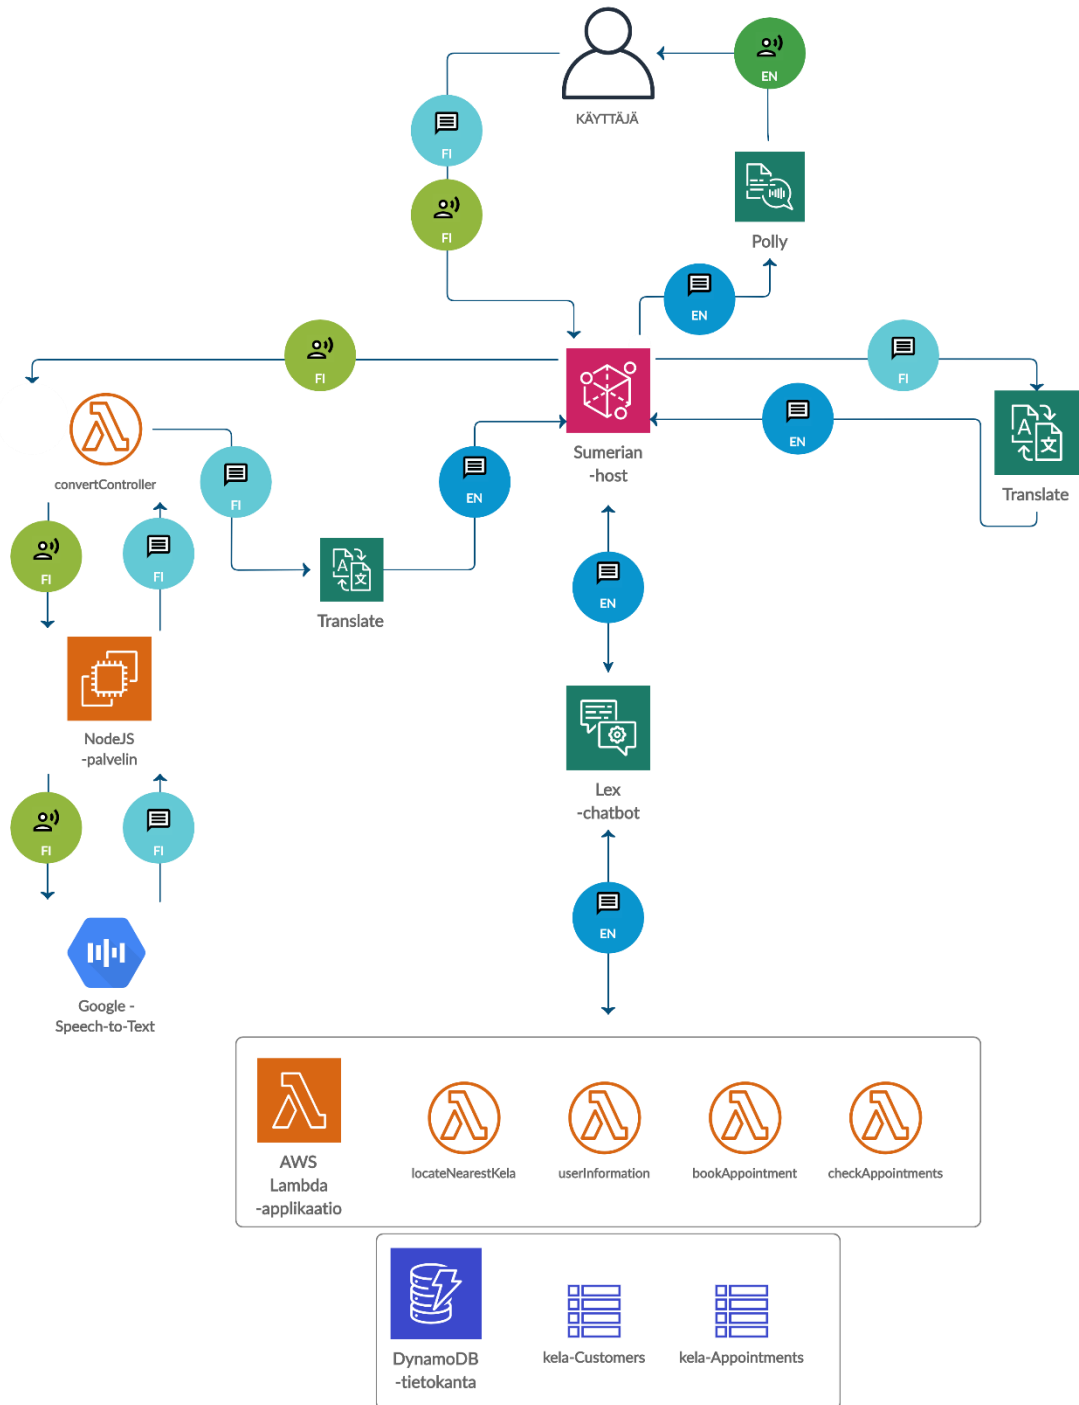 EN
KÄYTTÄJÄ
FI
FI
Polly
EN
FI
FI
EN
Sumerian
-host
Translate
convertController
FI
EN
FI
FI
EN
Translate
NodeJS
-palvelin
Lex
-chatbot
FI
FI
EN
Google -
Speech-to-Text
AWS
Lambda
-applikaatio
locateNearestKela
userInformation
bookAppointment
checkAppointments
DynamoDB
-tietokanta
kela-Customers
kela-Appointments